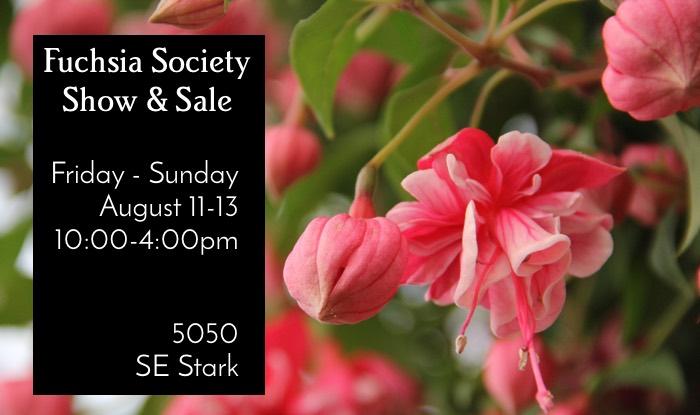 Fuchsia Society
Show & Sale
Friday - Sunday
August 11-13
10:00-4:00pm
5050
SE Stark